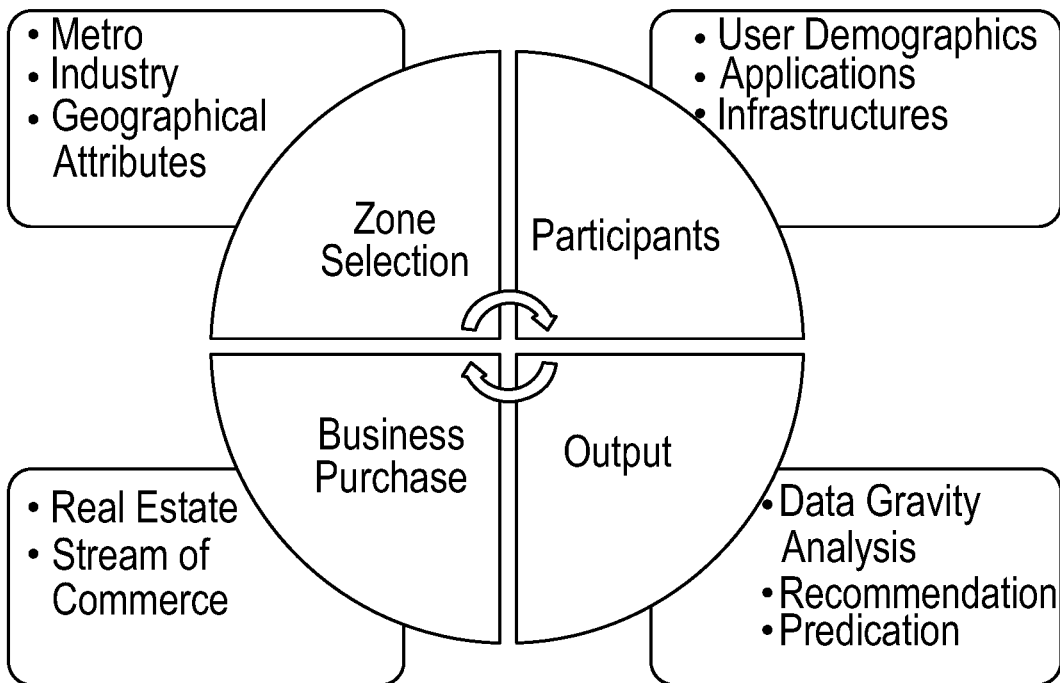 • Metro
• Industry
• Geographical
Attributes
• User Demographics
• Applications
• Infrastructures
Zone
Selection
Participants
Business
Purchase
Output
• Real Estate
• Stream of
Commerce
• Data Gravity
Analysis
• Recommendation
• Predication